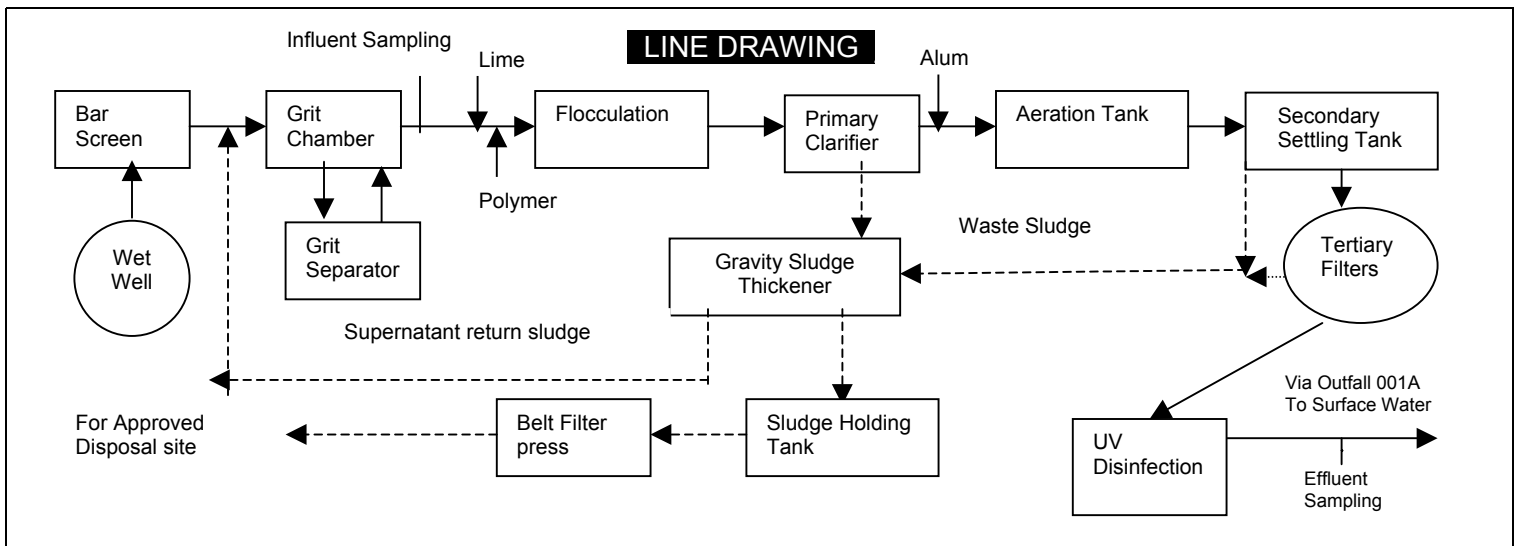 LINE DRAWING
Influent Sampling
Lime
Alum
Bar
Screen
Grit
Chamber
Flocculation
Primary
Clarifier
Aeration Tank
Secondary
Settling Tank
Polymer
Wet
Well
Grit
Separator
Gravity Sludge
Thickener
Waste Sludge
Tertiary
Filters
Supernatant return sludge
For Approved
Disposal site
Belt Filter
press
Sludge Holding
Tank
UV
Disinfection
Via Outfall 001A
To Surface Water
Effluent
Sampling